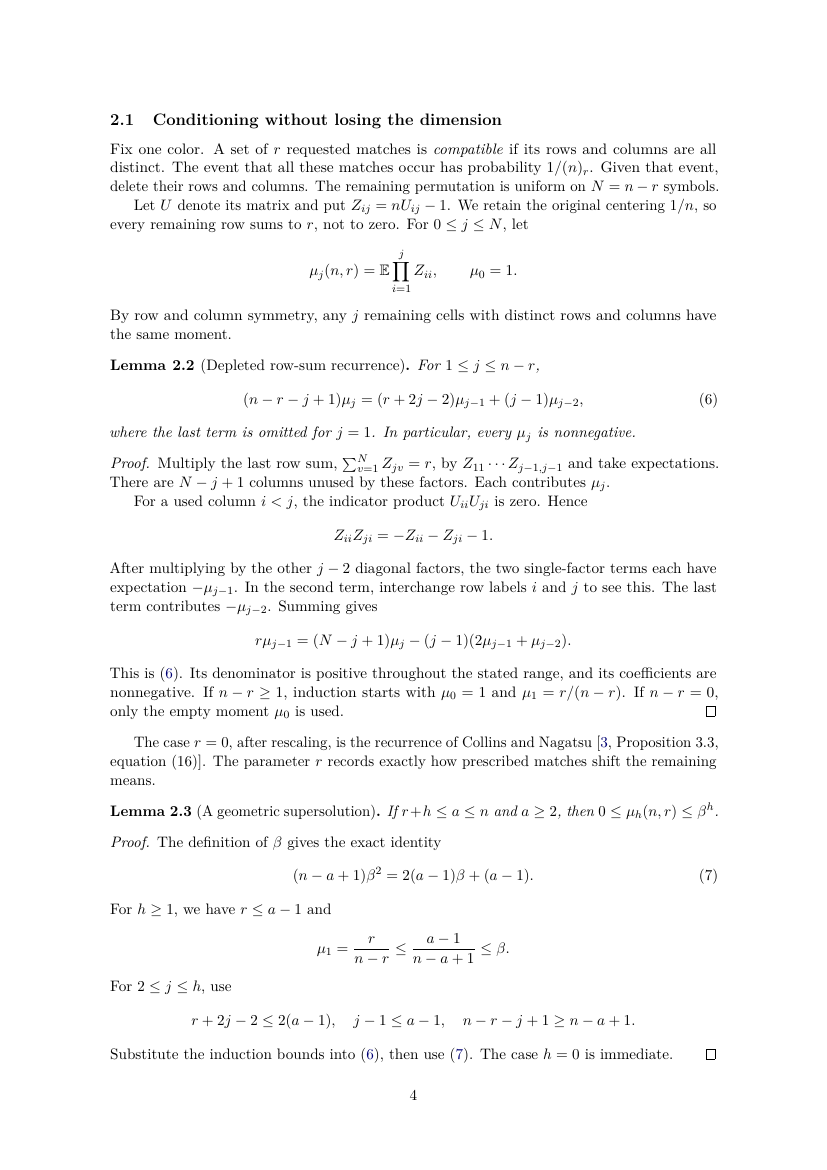 2.1 Conditioning without losing the dimension
Fix one color. A set of r requested matches is compatible if its rows and columns are all
distinct. The event that all these matches occur has probability 1/(n)_r. Given that event,
delete their rows and columns. The remaining permutation is uniform on N = n − r symbols.
Let U denote its matrix and put Z_{ij} = nU_{ij} − 1. We retain the original centering 1/n, so
every remaining row sums to r, not to zero. For 0 ≤ j ≤ N, let
μ_j(n, r) = 𝔼 ∏_{i=1}^{j} Z_{ii}, μ_0 = 1.
By row and column symmetry, any j remaining cells with distinct rows and columns have
the same moment.
Lemma 2.2 (Depleted row-sum recurrence). For 1 ≤ j ≤ n − r,
(n − r − j + 1)μ_j = (r + 2j − 2)μ_{j−1} + (j − 1)μ_{j−2}, (6)
where the last term is omitted for j = 1. In particular, every μ_j is nonnegative.
Proof. Multiply the last row sum, ∑_{v=1}^{N} Z_{jv} = r, by Z_{11} · · · Z_{j−1,j−1} and take expectations.
There are N − j + 1 columns unused by these factors. Each contributes μ_j.
For a used column i < j, the indicator product U_{ii}U_{ji} is zero. Hence
Z_{ii}Z_{ji} = −Z_{ii} − Z_{ji} − 1.
After multiplying by the other j − 2 diagonal factors, the two single-factor terms each have
expectation −μ_{j−1}. In the second term, interchange row labels i and j to see this. The last
term contributes −μ_{j−2}. Summing gives
rμ_{j−1} = (N − j + 1)μ_j − (j − 1)(2μ_{j−1} + μ_{j−2}).
This is (6). Its denominator is positive throughout the stated range, and its coefficients are
nonnegative. If n − r ≥ 1, induction starts with μ_0 = 1 and μ_1 = r/(n − r). If n − r = 0,
only the empty moment μ_0 is used. □
The case r = 0, after rescaling, is the recurrence of Collins and Nagatsu [3, Proposition 3.3,
equation (16)]. The parameter r records exactly how prescribed matches shift the remaining
means.
Lemma 2.3 (A geometric supersolution). If r + h ≤ a ≤ n and a ≥ 2, then 0 ≤ μ_h(n, r) ≤ β^h.
Proof. The definition of β gives the exact identity
(n − a + 1)β^2 = 2(a − 1)β + (a − 1). (7)
For h ≥ 1, we have r ≤ a − 1 and
μ_1 = r/(n − r) ≤ (a − 1)/(n − a + 1) ≤ β.
For 2 ≤ j ≤ h, use
r + 2j − 2 ≤ 2(a − 1), j − 1 ≤ a − 1, n − r − j + 1 ≥ n − a + 1.
Substitute the induction bounds into (6), then use (7). The case h = 0 is immediate. □
4